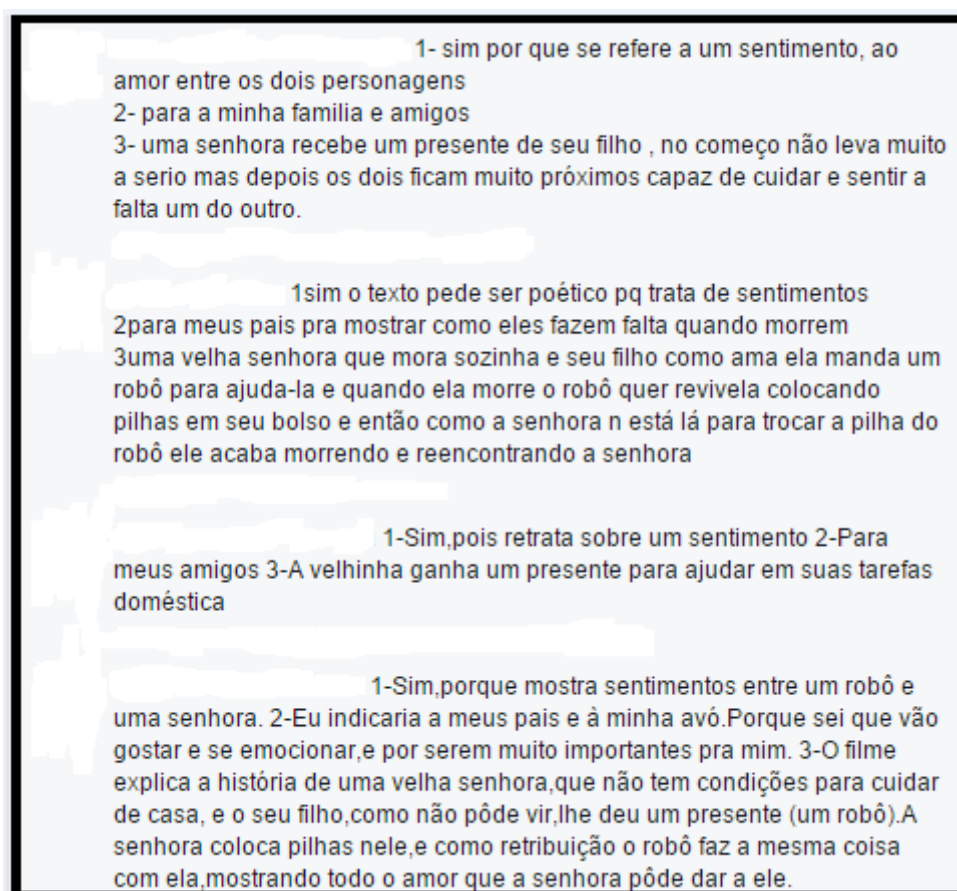 1- sim por que se refere a um sentimento, ao
amor entre os dois personagens
2- para a minha familia e amigos
3- uma senhora recebe um presente de seu filho , no começo não leva muito
a serio mas depois os dois ficam muito próximos capaz de cuidar e sentir a
falta um do outro.
1sim o texto pede ser poético pq trata de sentimentos
2para meus pais pra mostrar como eles fazem falta quando morrem
3uma velha senhora que mora sozinha e seu filho como ama ela manda um
robô para ajuda-la e quando ela morre o robô quer revivela colocando
pilhas em seu bolso e então como a senhora n está lá para trocar a pilha do
robô ele acaba morrendo e reencontrando a senhora
1-Sim,pois retrata sobre um sentimento 2-Para
meus amigos 3-A velhinha ganha um presente para ajudar em suas tarefas
doméstica
1-Sim,porque mostra sentimentos entre um robô e
uma senhora. 2-Eu indicaria a meus pais e à minha avó.Porque sei que vão
gostar e se emocionar,e por serem muito importantes pra mim. 3-O filme
explica a história de uma velha senhora,que não tem condições para cuidar
de casa, e o seu filho,como não pôde vir,lhe deu um presente (um robô).A
senhora coloca pilhas nele,e como retribuição o robô faz a mesma coisa
com ela,mostrando todo o amor que a senhora pôde dar a ele.